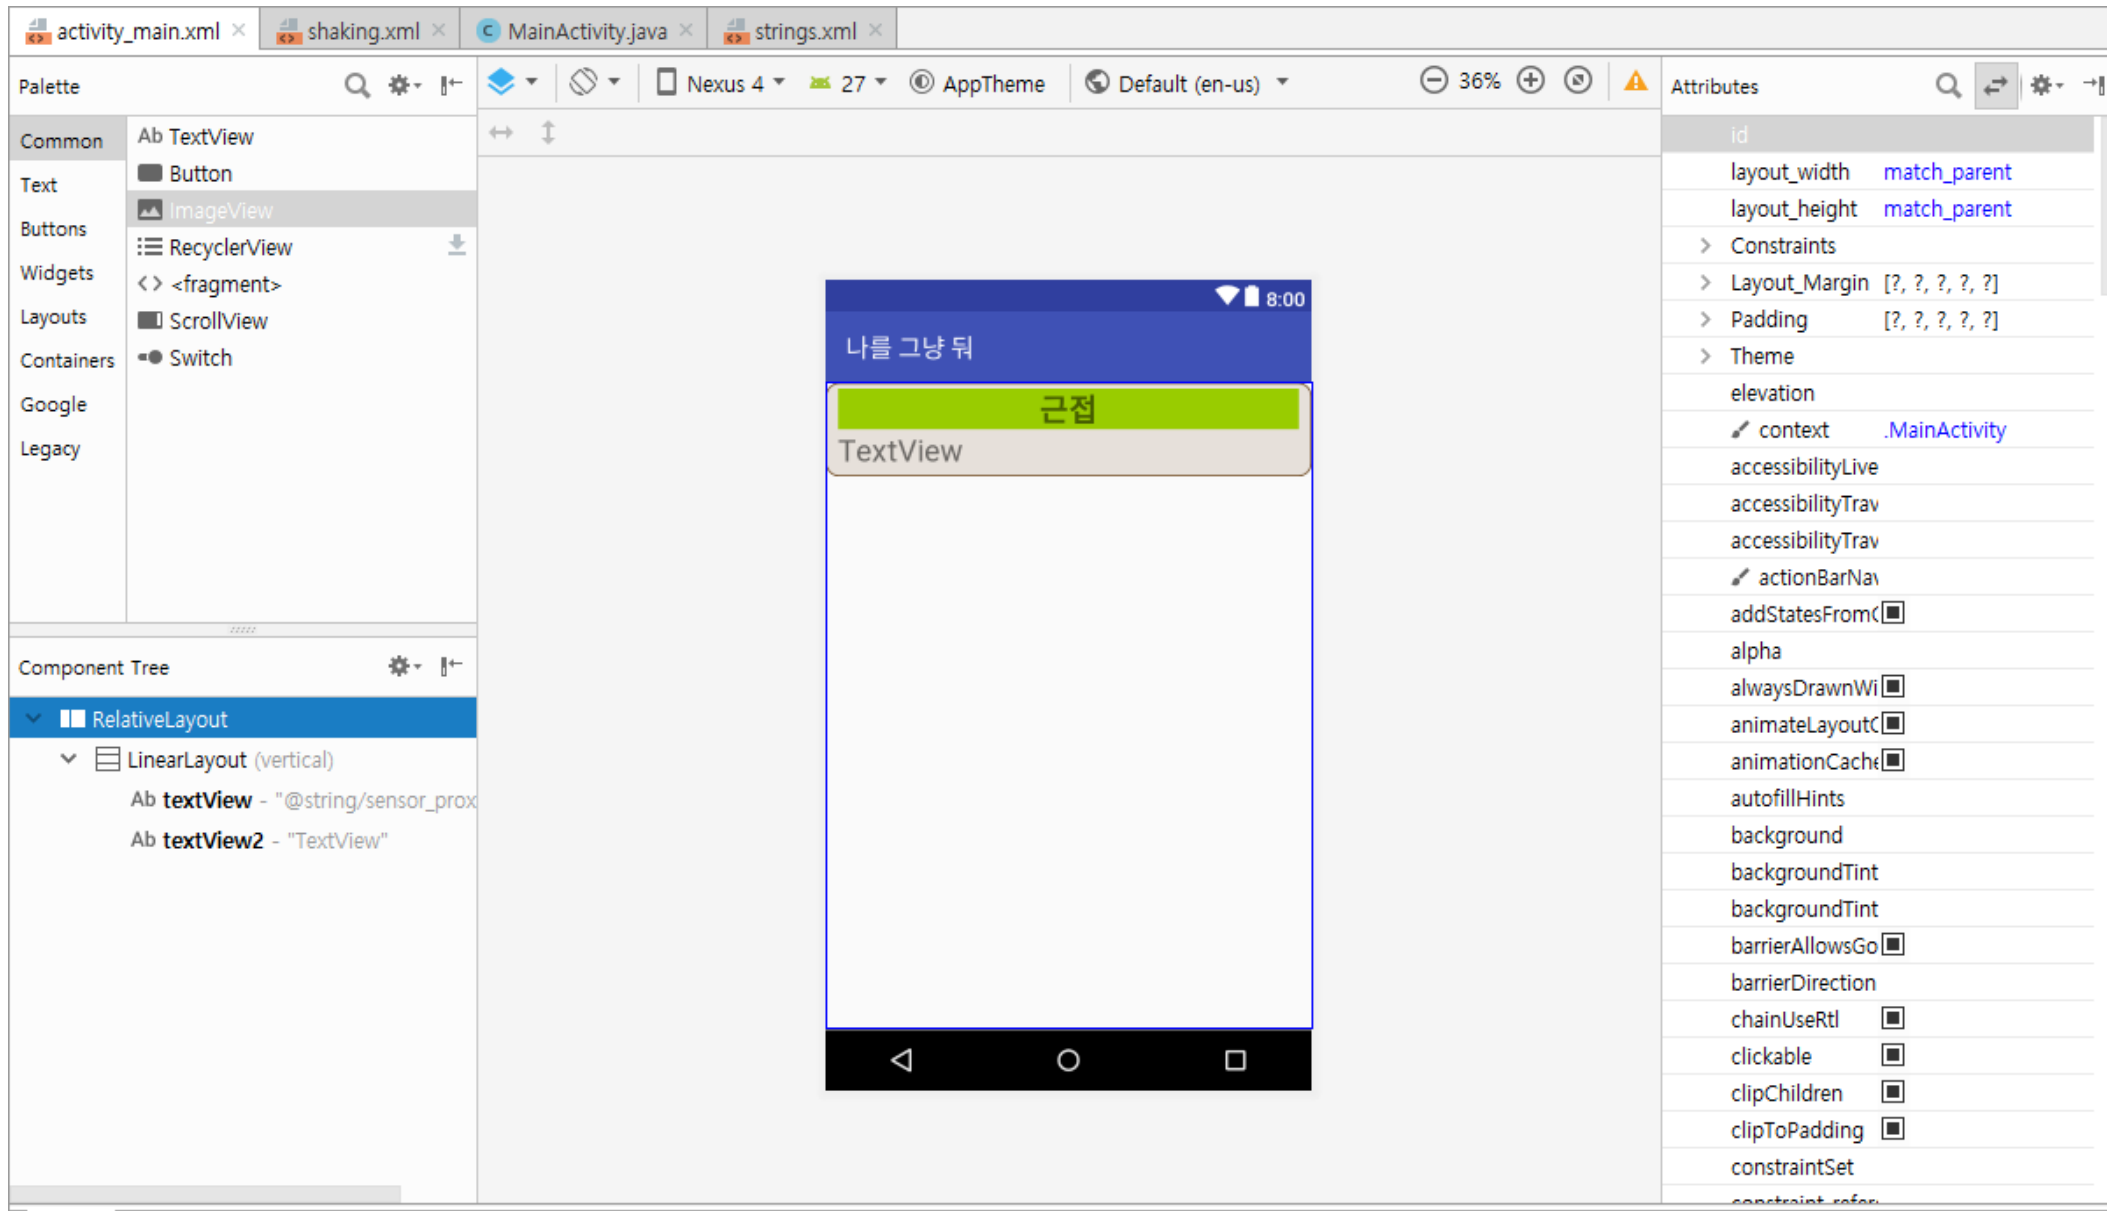 activity_main.xml
shaking.xml
MainActivity.java
strings.xml
Palette
Common
Text
Buttons
Widgets
Layouts
Containers
Google
Legacy
Ab TextView
Button
ImageView
RecyclerView
<fragment>
ScrollView
Switch
Component Tree
RelativeLayout
LinearLayout (vertical)
Ab textView - "@string/sensor_prox
Ab textView2 - "TextView"
Nexus 4
27
AppTheme
Default (en-us)
36%
8:00
나를 그냥 둬
근접
TextView
Attributes
id
layout_width match_parent
layout_height match_parent
Constraints
Layout_Margin [?, ?, ?, ?, ?]
Padding [?, ?, ?, ?, ?]
Theme
elevation
context .MainActivity
accessibilityLive
accessibilityTrav
accessibilityTrav
actionBarNav
addStatesFrom
alpha
alwaysDrawnWi
animateLayout
animationCache
autofillHints
background
backgroundTint
backgroundTint
barrierAllowsGo
barrierDirection
chainUseRtl
clickable
clipChildren
clipToPadding
constraintSet